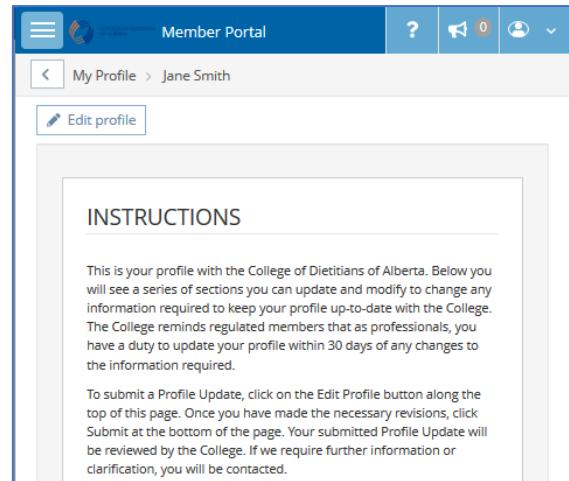 COLLEGE OF DIETITIANS
OF ALBERTA
Member Portal
? 0
My Profile > Jane Smith
Edit profile
INSTRUCTIONS
This is your profile with the College of Dietitians of Alberta. Below you
will see a series of sections you can update and modify to change any
information required to keep your profile up-to-date with the College.
The College reminds regulated members that as professionals, you
have a duty to update your profile within 30 days of any changes to
the information required.
To submit a Profile Update, click on the Edit Profile button along the
top of this page. Once you have made the necessary revisions, click
Submit at the bottom of the page. Your submitted Profile Update will
be reviewed by the College. If we require further information or
clarification, you will be contacted.